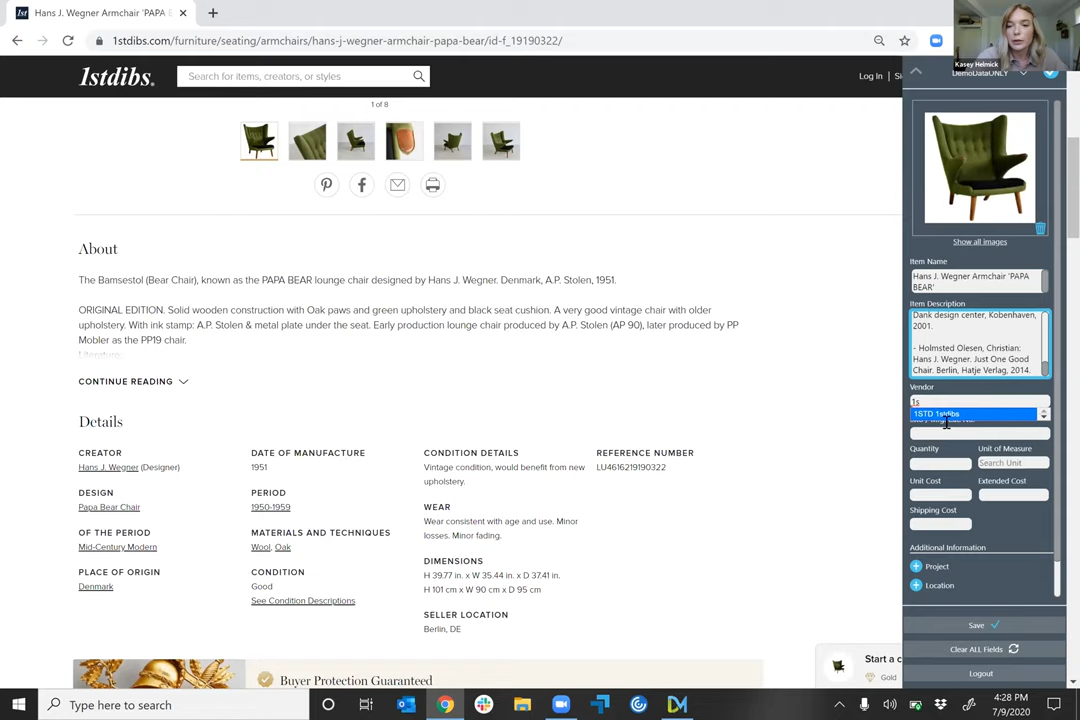 1st Hans J. Wegner Armchair 'PAPA B
1stdibs.com/furniture/seating/armchairs/hans-j-wegner-armchair-papa-bear/id-f_19190322/
Kasey Helmick
1stdibs.
Search for items, creators, or styles
Log In | Si
DemoDataONLY
1 of 8
Show all images
Item Name
Hans J. Wegner Armchair 'PAPA
BEAR'
Item Description
Dank design center, Kobenhaven,
2001.
- Holmsted Olesen, Christian:
Hans J. Wegner. Just One Good
Chair. Berlin, Hatje Verlag, 2014.
Vendor
1s
1STD 1stdibs
Quantity
Unit of Measure
Search Unit
Unit Cost
Extended Cost
Shipping Cost
Additional Information
Project
Location
Save
Clear ALL Fields
Logout
About
The Bamsestol (Bear Chair), known as the PAPA BEAR lounge chair designed by Hans J. Wegner. Denmark, A.P. Stolen, 1951.
ORIGINAL EDITION. Solid wooden construction with Oak paws and green upholstery and black seat cushion. A very good vintage chair with older
upholstery. With ink stamp: A.P. Stolen & metal plate under the seat. Early production lounge chair produced by A.P. Stolen (AP 90), later produced by PP
Mobler as the PP19 chair.
Literature:
CONTINUE READING
Details
CREATOR
Hans J. Wegner (Designer)
DESIGN
Papa Bear Chair
OF THE PERIOD
Mid-Century Modern
PLACE OF ORIGIN
Denmark
DATE OF MANUFACTURE
1951
PERIOD
1950-1959
MATERIALS AND TECHNIQUES
Wool, Oak
CONDITION
Good
See Condition Descriptions
CONDITION DETAILS
Vintage condition, would benefit from new
upholstery.
WEAR
Wear consistent with age and use. Minor
losses. Minor fading.
DIMENSIONS
H 39.77 in. x W 35.44 in. x D 37.41 in.
H 101 cm x W 90 cm x D 95 cm
SELLER LOCATION
Berlin, DE
REFERENCE NUMBER
LU461621919​0322
Buyer Protection Guaranteed
Start a c
Gold
Type here to search
4:28 PM
7/9/2020